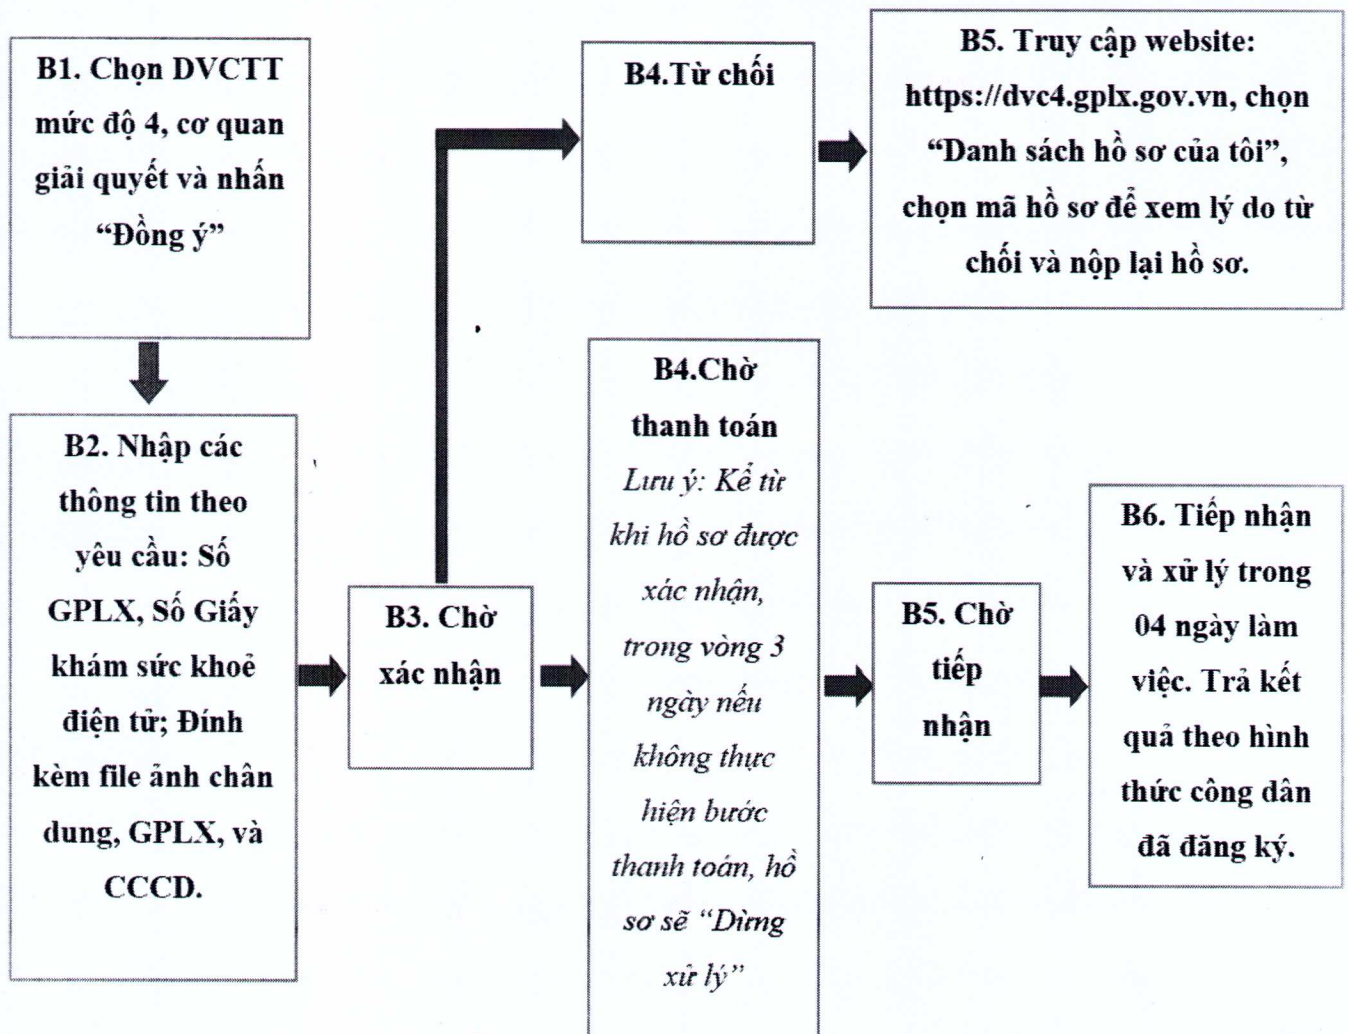 B1. Chọn DVCTT
mức độ 4, cơ quan
giải quyết và nhấn
“Đồng ý”
B2. Nhập các
thông tin theo
yêu cầu: Số
GPLX, Số Giấy
khám sức khoẻ
điện tử; Đính
kèm file ảnh chân
dung, GPLX, và
CCCD.
B3. Chờ
xác nhận
B4.Từ chối
B5. Truy cập website:
https://dvc4.gplx.gov.vn, chọn
“Danh sách hồ sơ của tôi”,
chọn mã hồ sơ để xem lý do từ
chối và nộp lại hồ sơ.
B4.Chờ
thanh toán
Lưu ý: Kể từ
khi hồ sơ được
xác nhận,
trong vòng 3
ngày nếu
không thực
hiện bước
thanh toán, hồ
sơ sẽ “Dừng
xử lý”
B5. Chờ
tiếp
nhận
B6. Tiếp nhận
và xử lý trong
04 ngày làm
việc. Trả kết
quả theo hình
thức công dân
đã đăng ký.